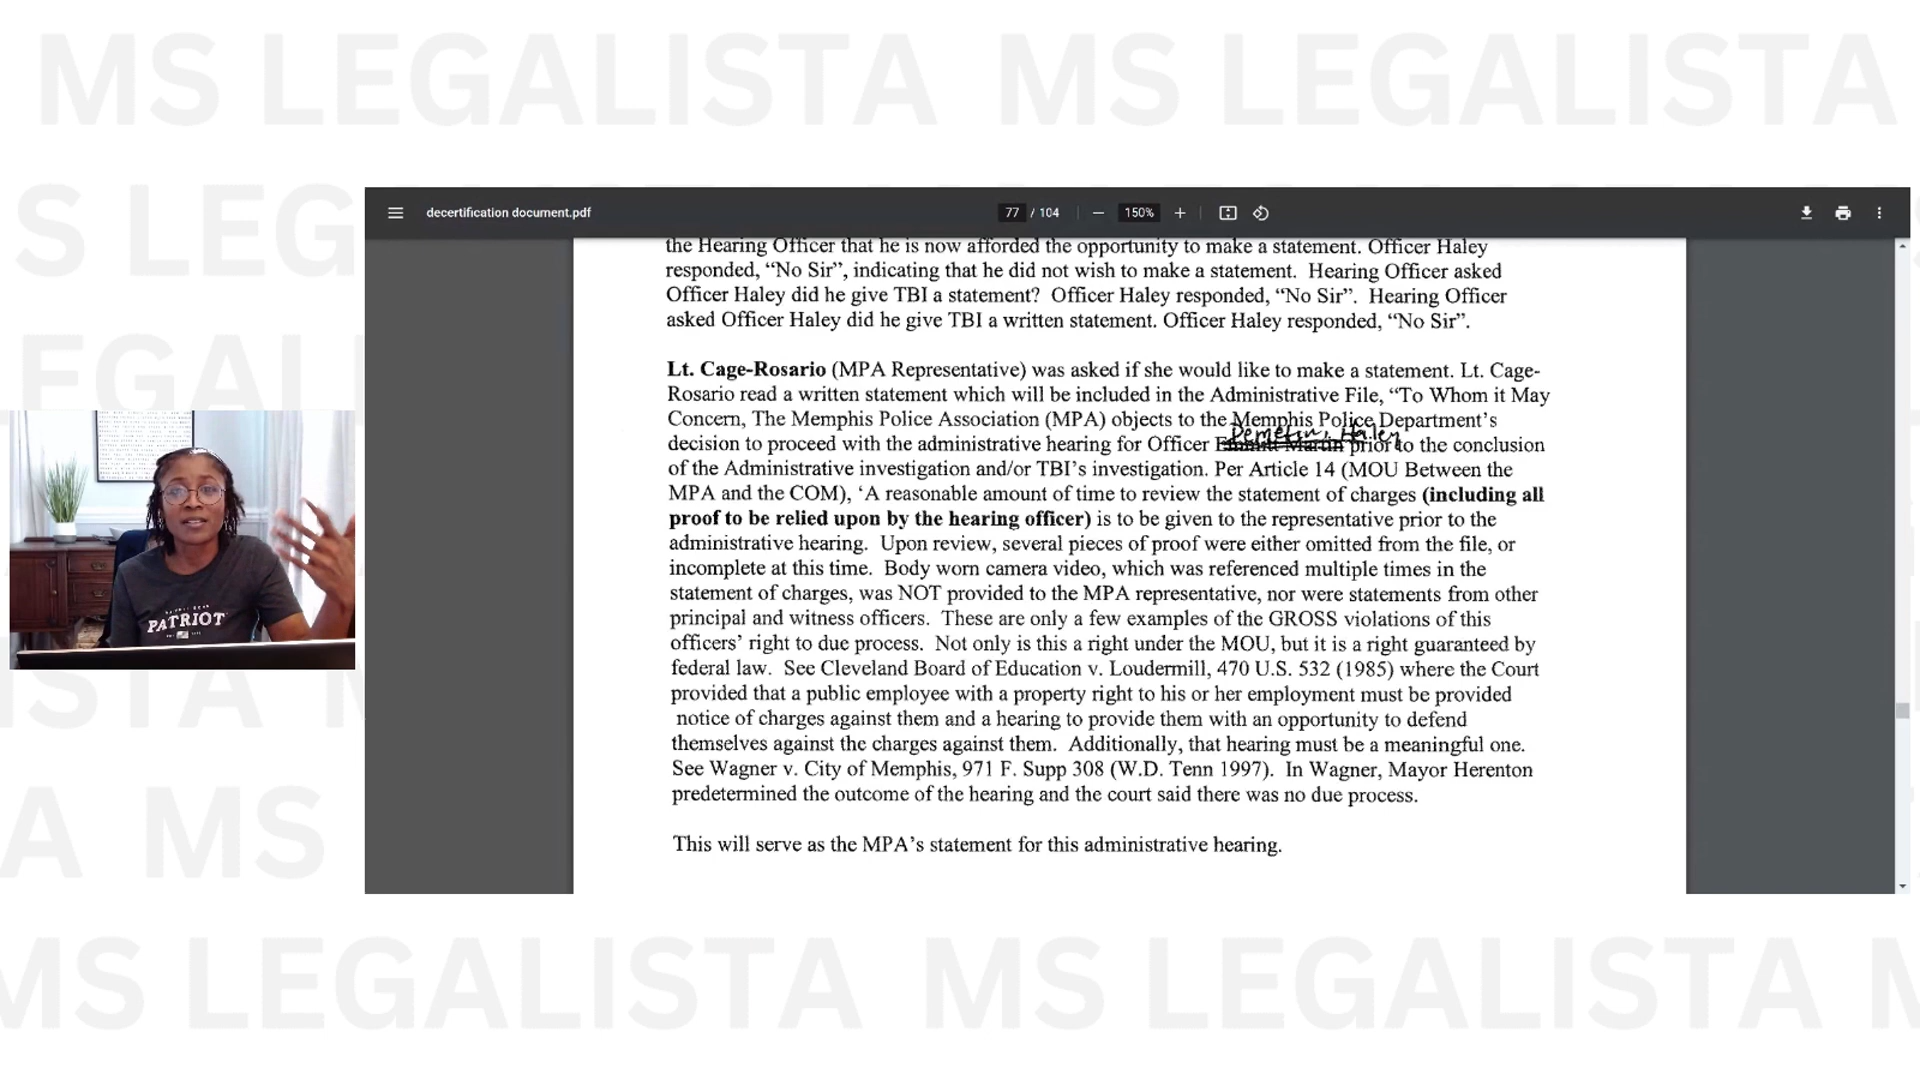 MS LEGALISTA MS LEGALISTA
S LEG
EGAL
decertification document.pdf
77 / 104
150%
the Hearing Officer that he is now afforded the opportunity to make a statement. Officer Haley
responded, “No Sir”, indicating that he did not wish to make a statement. Hearing Officer asked
Officer Haley did he give TBI a statement? Officer Haley responded, “No Sir”. Hearing Officer
asked Officer Haley did he give TBI a written statement. Officer Haley responded, “No Sir”.
Lt. Cage-Rosario (MPA Representative) was asked if she would like to make a statement. Lt. Cage-
Rosario read a written statement which will be included in the Administrative File, “To Whom it May
Concern, The Memphis Police Association (MPA) objects to the Memphis Police Department’s
Haley
decision to proceed with the administrative hearing for Officer Emmitt Martin prior to the conclusion
of the Administrative investigation and/or TBI’s investigation. Per Article 14 (MOU Between the
MPA and the COM), ‘A reasonable amount of time to review the statement of charges (including all
proof to be relied upon by the hearing officer) is to be given to the representative prior to the
administrative hearing. Upon review, several pieces of proof were either omitted from the file, or
incomplete at this time. Body worn camera video, which was referenced multiple times in the
statement of charges, was NOT provided to the MPA representative, nor were statements from other
principal and witness officers. These are only a few examples of the GROSS violations of this
officers’ right to due process. Not only is this a right under the MOU, but it is a right guaranteed by
federal law. See Cleveland Board of Education v. Loudermill, 470 U.S. 532 (1985) where the Court
provided that a public employee with a property right to his or her employment must be provided
notice of charges against them and a hearing to provide them with an opportunity to defend
themselves against the charges against them. Additionally, that hearing must be a meaningful one.
See Wagner v. City of Memphis, 971 F. Supp 308 (W.D. Tenn 1997). In Wagner, Mayor Herenton
predetermined the outcome of the hearing and the court said there was no due process.
This will serve as the MPA’s statement for this administrative hearing.
PATRIOT
ISTA M
A MS
MS LEGALISTA MS LEGALISTA M